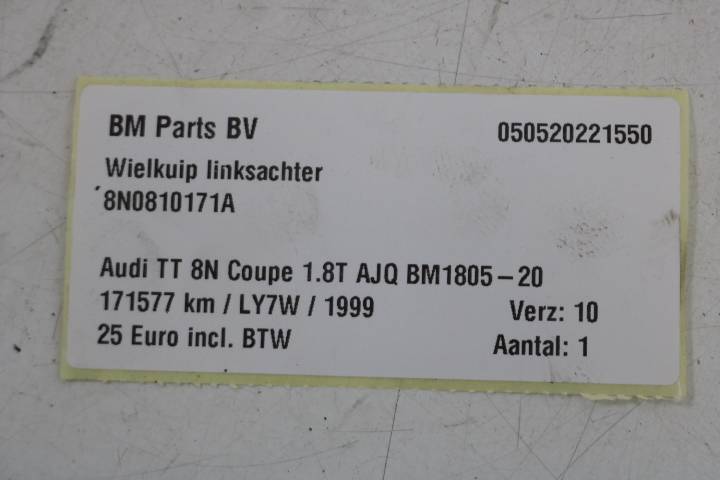 BM Parts BV 050520221550
Wielkuip linksachter
8N0810171A
Audi TT 8N Coupe 1.8T AJQ BM1805-20
171577 km / LY7W / 1999 Verz: 10
25 Euro incl. BTW Aantal: 1